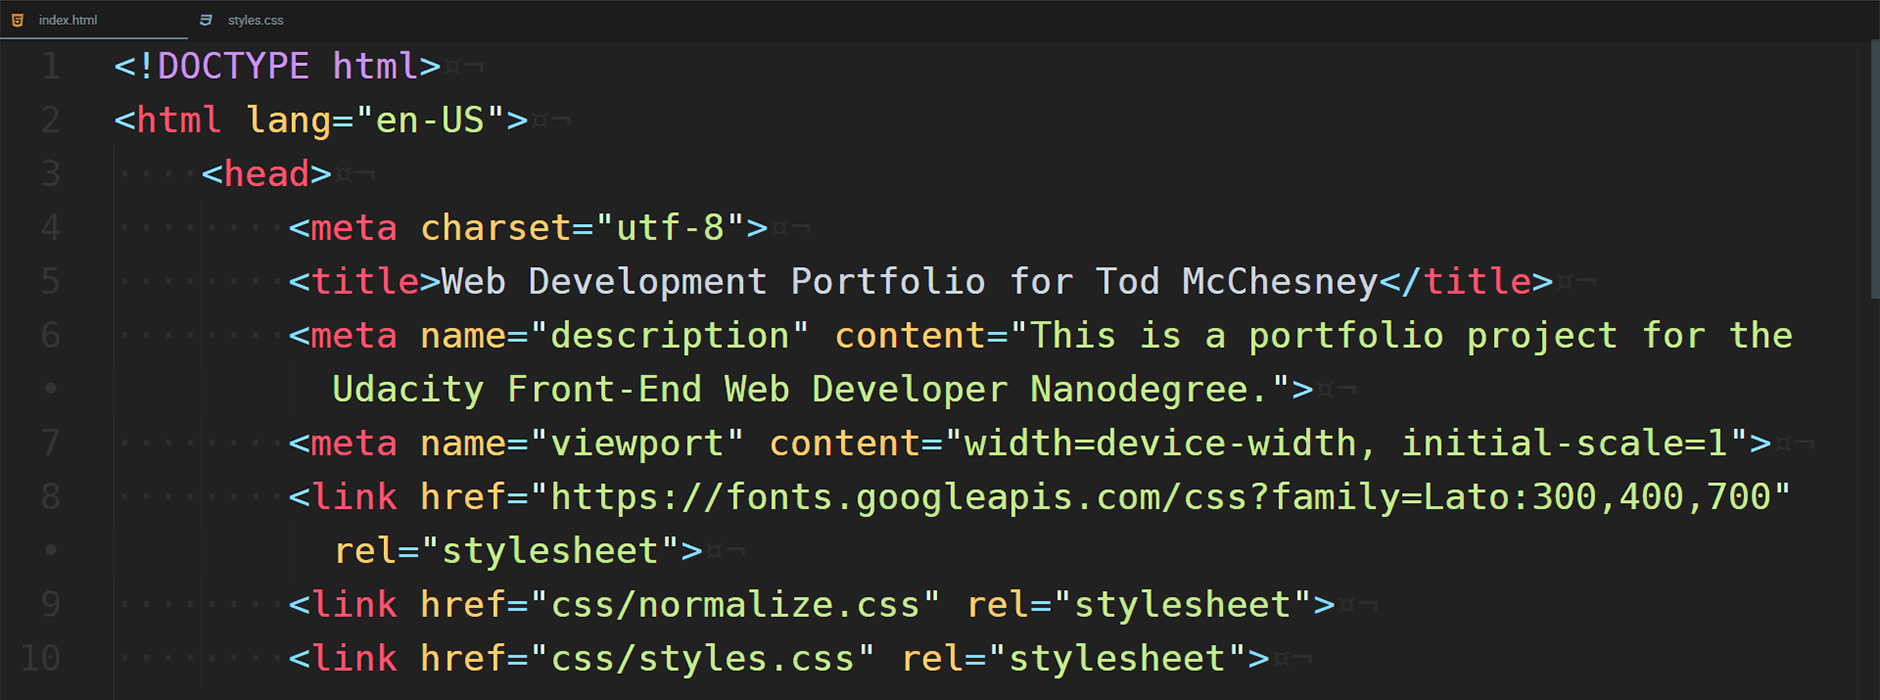 index.html styles.css
1 <!DOCTYPE html>¤¬
2 <html lang="en-US">¤¬
3 ····<head>¤¬
4 ········<meta charset="utf-8">¤¬
5 ········<title>Web Development Portfolio for Tod McChesney</title>¤¬
6 ········<meta name="description" content="This is a portfolio project for the
• Udacity Front-End Web Developer Nanodegree.">¤¬
7 ········<meta name="viewport" content="width=device-width, initial-scale=1">¤¬
8 ········<link href="https://fonts.googleapis.com/css?family=Lato:300,400,700"
• rel="stylesheet">¤¬
9 ········<link href="css/normalize.css" rel="stylesheet">¤¬
10 ········<link href="css/styles.css" rel="stylesheet">¤¬